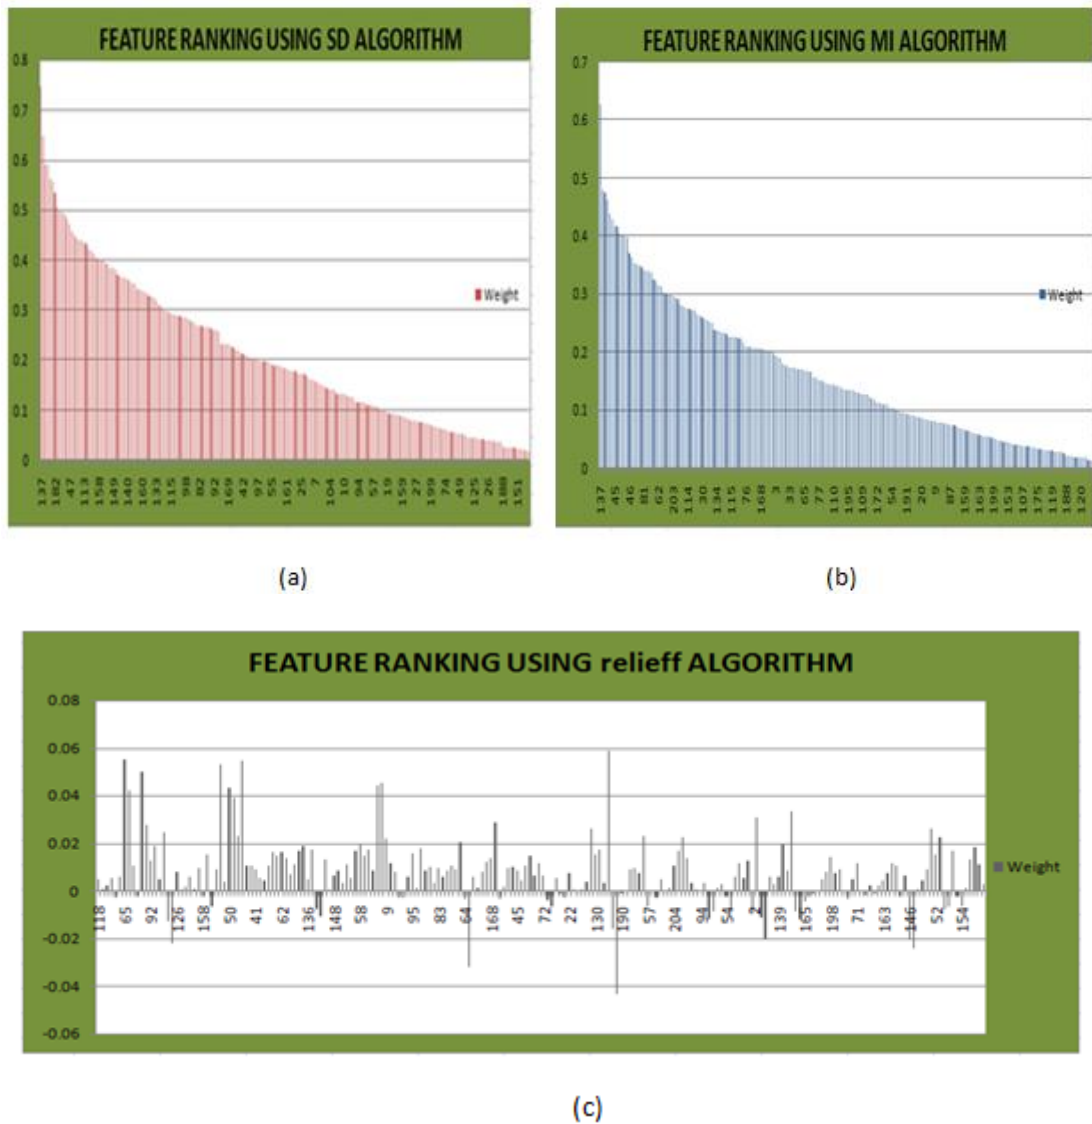 FEATURE RANKING USING SD ALGORITHM
0.8
0.7
0.6
0.5
0.4
0.3
0.2
0.1
0
Weight
137 182 47 113 158 149 140 160 133 115 98 82 92 169 42 97 55 161 25 7 104 10 94 57 19 159 27 199 74 49 125 26 188 151
(a)
FEATURE RANKING USING MI ALGORITHM
0.7
0.6
0.5
0.4
0.3
0.2
0.1
0
Weight
137 45 46 81 62 203 114 130 134 115 76 168 3 33 65 77 110 195 109 172 54 191 20 9 87 159 163 199 153 107 175 119 188 120
(b)
FEATURE RANKING USING relieff ALGORITHM
0.08
0.06
0.04
0.02
0
-0.02
-0.04
-0.06
Weight
118 65 92 126 158 50 41 62 136 148 58 9 95 83 64 168 45 72 22 130 190 57 204 94 54 2 139 165 198 71 163 146 52 154
(c)